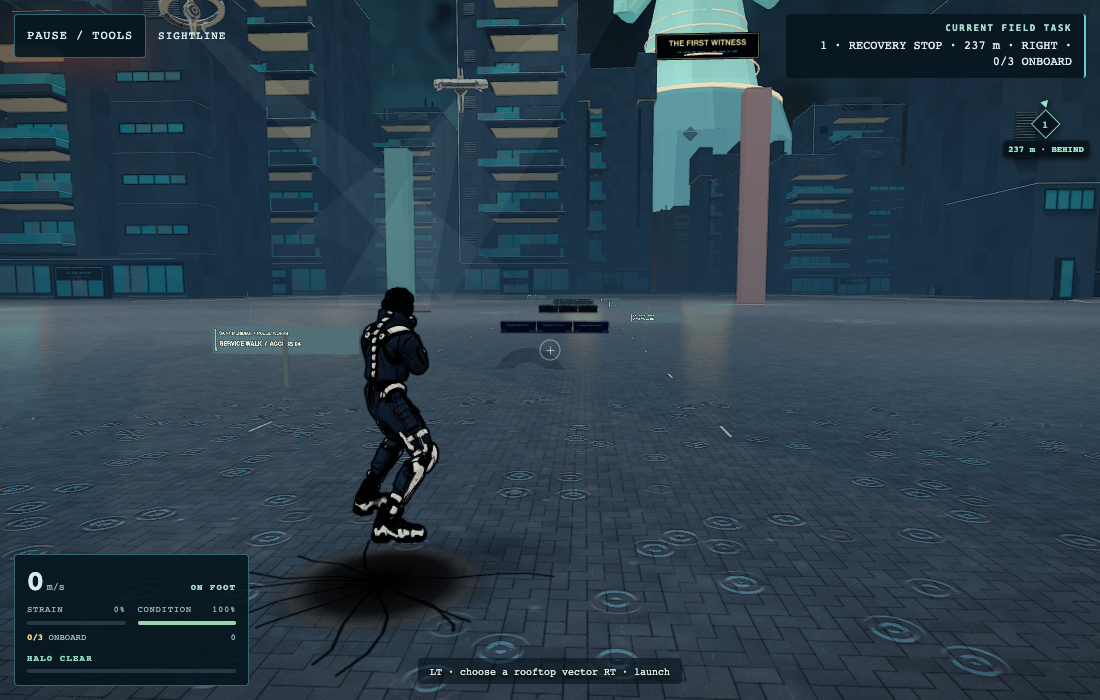 PAUSE / TOOLS
SIGHTLINE
THE FIRST WITNESS
CURRENT FIELD TASK
1 · RECOVERY STOP · 237 m · RIGHT ·
0/3 ONBOARD
1
237 m · BEHIND
SERVICE WALK /
0 m/s
ON FOOT
STRAIN 0% CONDITION 100%
0/3 ONBOARD 0
HALO CLEAR
LT · choose a rooftop vector RT · launch